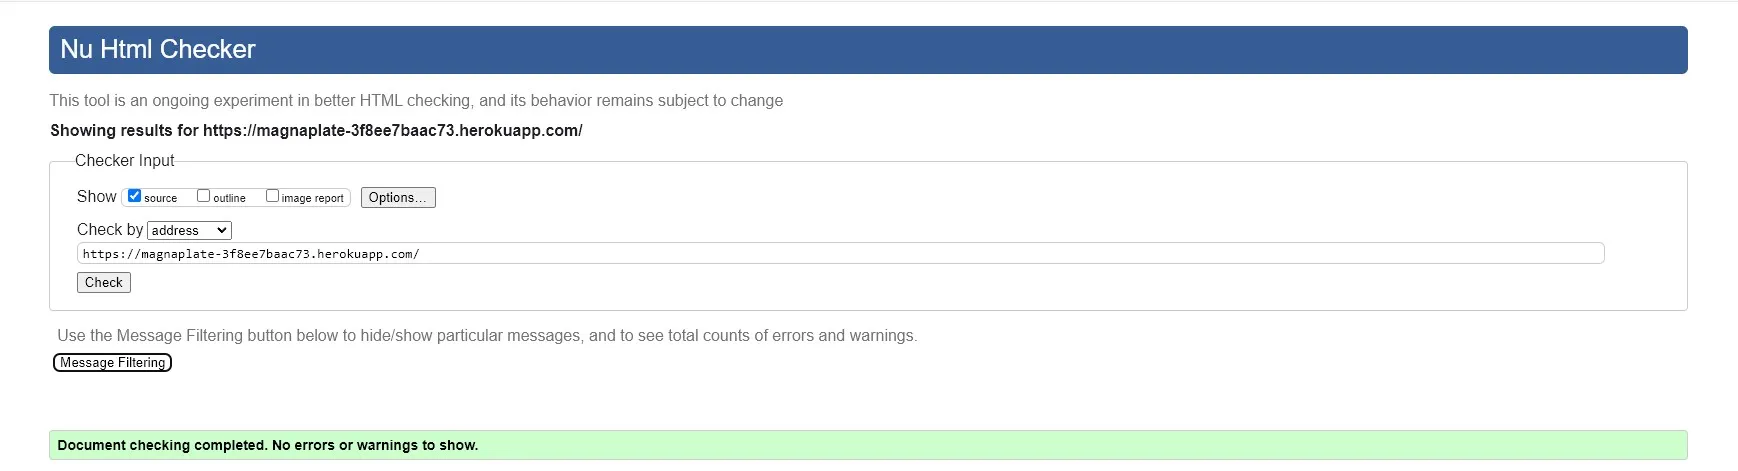 Nu Html Checker
This tool is an ongoing experiment in better HTML checking, and its behavior remains subject to change
Showing results for https://magnaplate-3f8ee7baac73.herokuapp.com/
Checker Input
Show source outline image report Options...
Check by address
https://magnaplate-3f8ee7baac73.herokuapp.com/
Check
Use the Message Filtering button below to hide/show particular messages, and to see total counts of errors and warnings.
Message Filtering
Document checking completed. No errors or warnings to show.